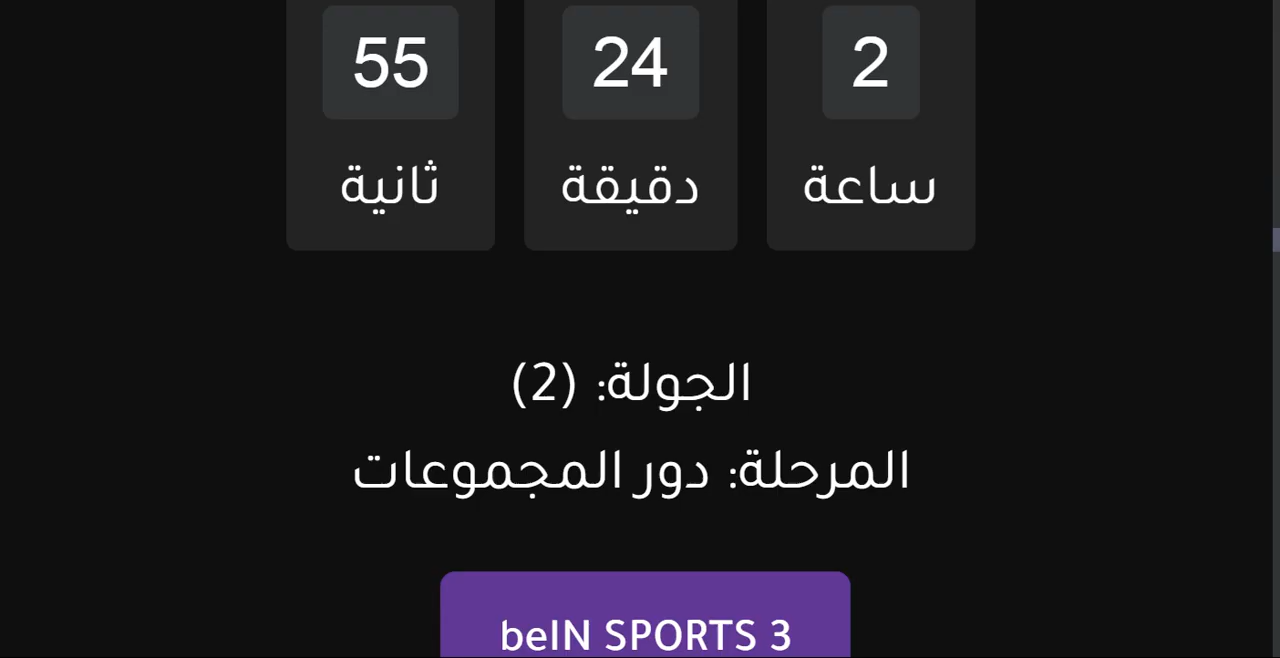 2 24 55
ساعة دقيقة ثانية
الجولة: (2)
المرحلة: دور المجموعات
beIN SPORTS 3